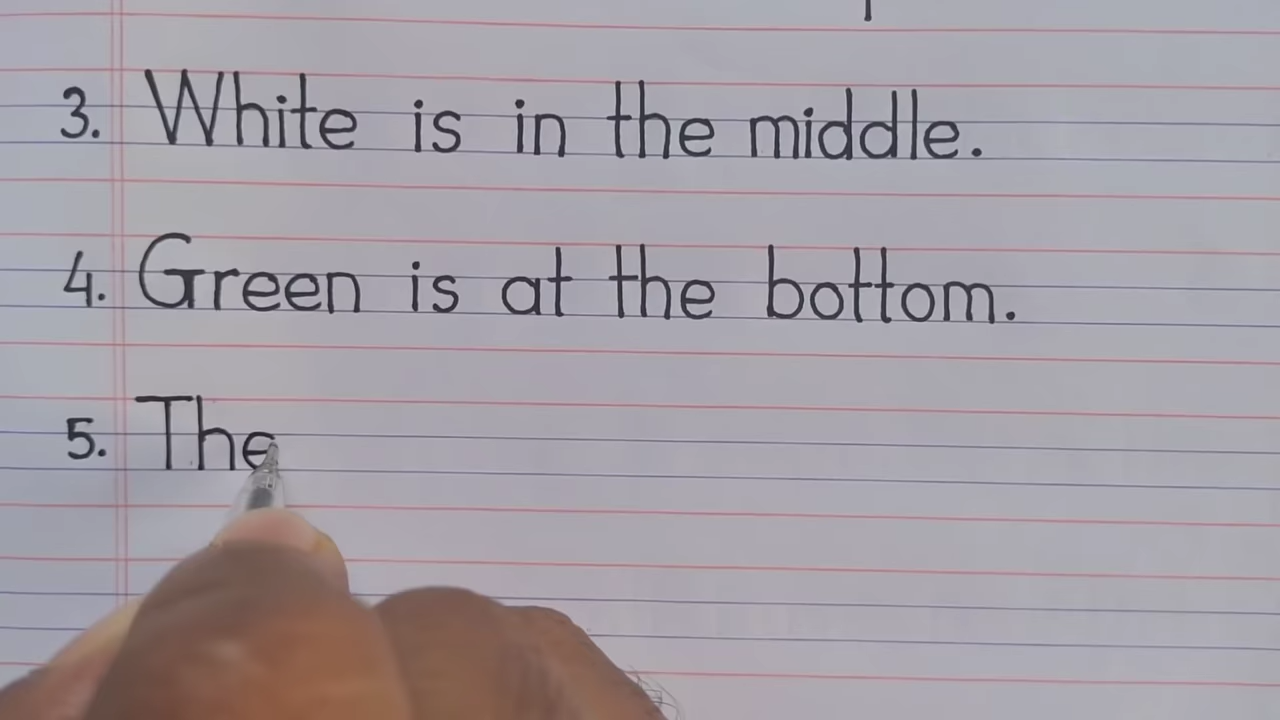 3. White is in the middle.
4. Green is at the bottom.
5. The